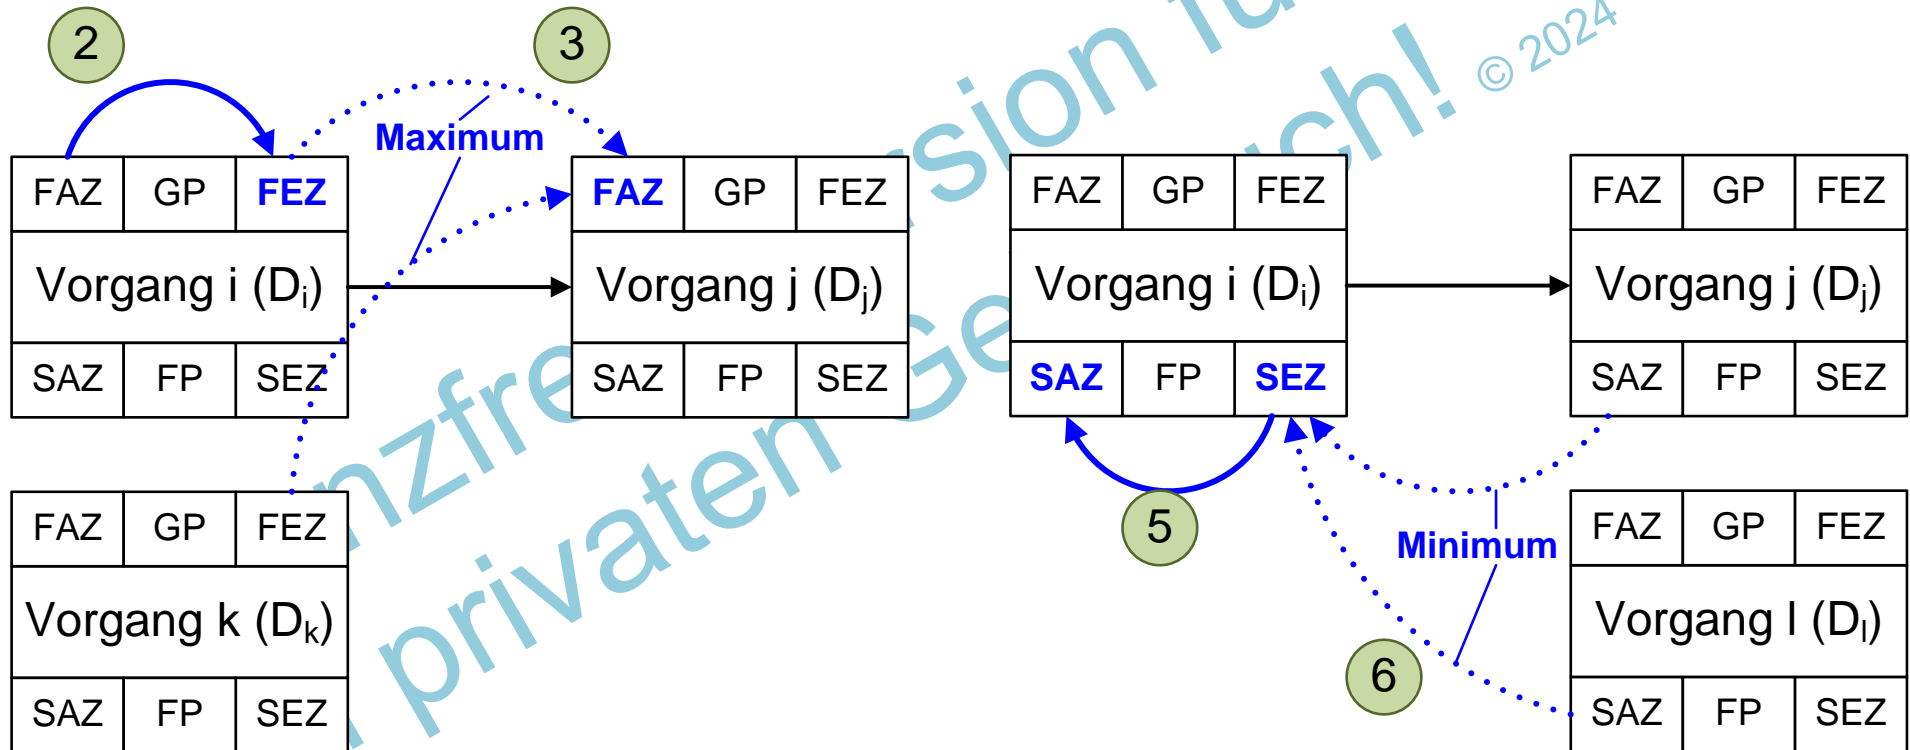 2
3
© 2024
Maximum
FAZ GP FEZ
Vorgang i (Di)
SAZ FP SEZ
FAZ GP FEZ
Vorgang j (Dj)
SAZ FP SEZ
FAZ GP FEZ
Vorgang k (Dk)
SAZ FP SEZ
FAZ GP FEZ
Vorgang i (Di)
SAZ FP SEZ
FAZ GP FEZ
Vorgang j (Dj)
SAZ FP SEZ
5
Minimum
6
FAZ GP FEZ
Vorgang l (Dl)
SAZ FP SEZ
privaten